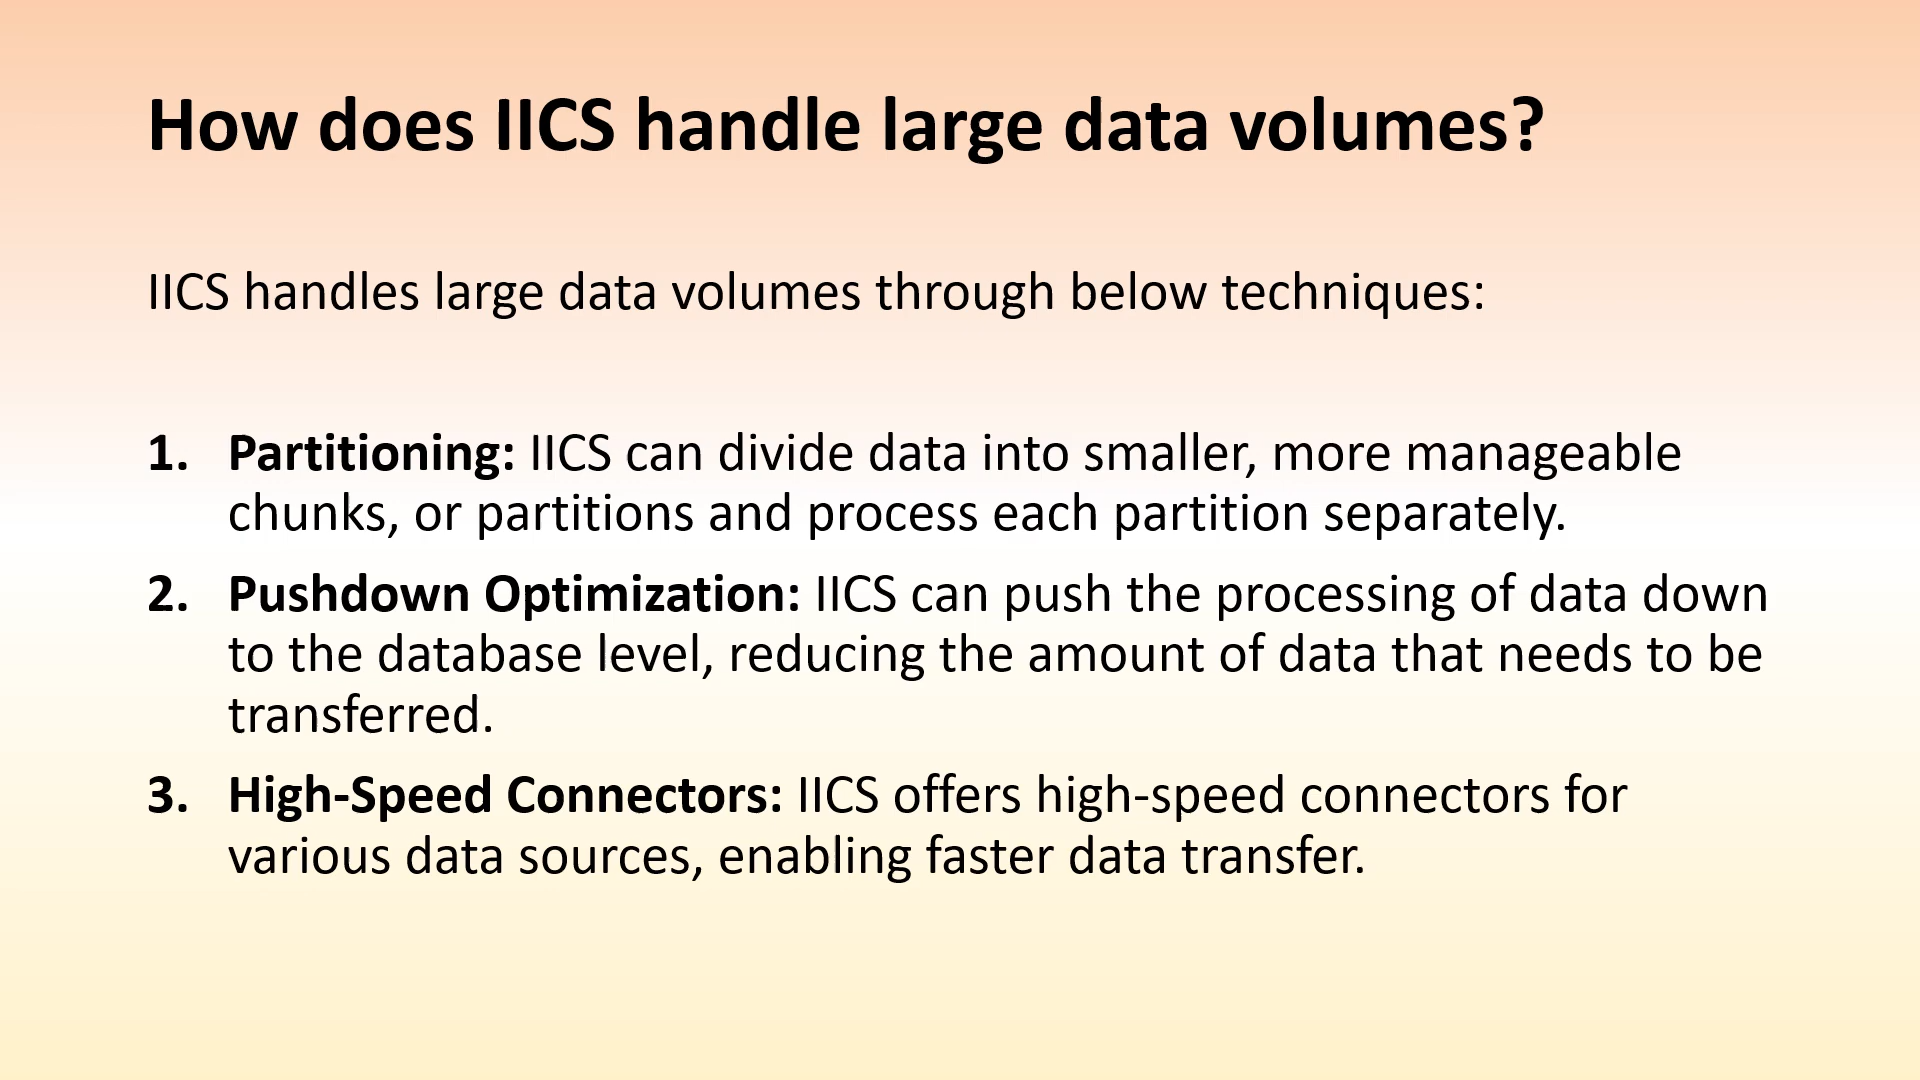 How does IICS handle large data volumes?
IICS handles large data volumes through below techniques:
1. Partitioning: IICS can divide data into smaller, more manageable
chunks, or partitions and process each partition separately.
2. Pushdown Optimization: IICS can push the processing of data down
to the database level, reducing the amount of data that needs to be
transferred.
3. High-Speed Connectors: IICS offers high-speed connectors for
various data sources, enabling faster data transfer.